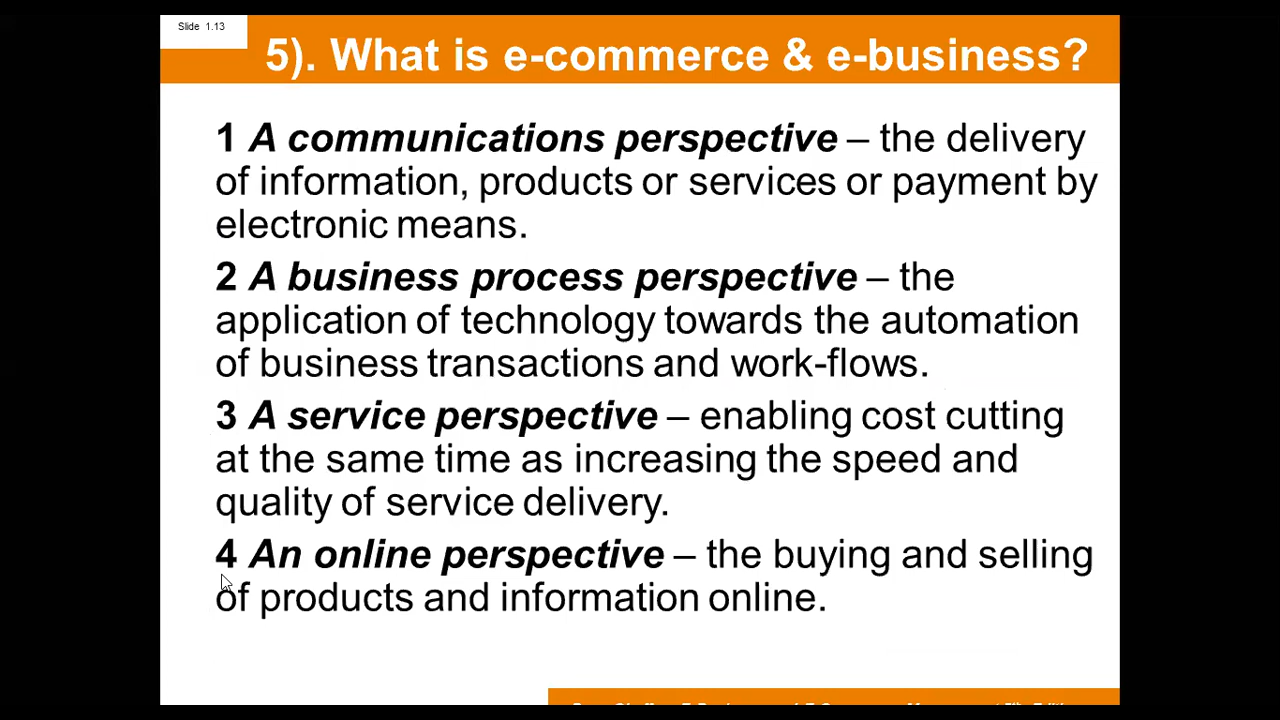 Slide 1.13
5). What is e-commerce & e-business?
1 A communications perspective – the delivery
of information, products or services or payment by
electronic means.
2 A business process perspective – the
application of technology towards the automation
of business transactions and work-flows.
3 A service perspective – enabling cost cutting
at the same time as increasing the speed and
quality of service delivery.
4 An online perspective – the buying and selling
of products and information online.